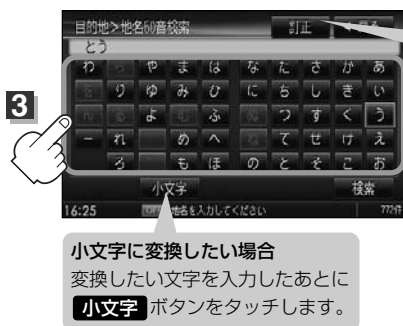 目的地>地名50音検索 訂正
とう
わ や ま は な た さ が あ
り ゆ み ひ に ち し き い
よ ふ つ す く う
ー れ め へ て せ け え
ろ も ほ の と そ こ お
小文字 検索
16:25 地名を入力してください 772件
3
小文字に変換したい場合
変換したい文字を入力したあとに
小文字 ボタンをタッチします。